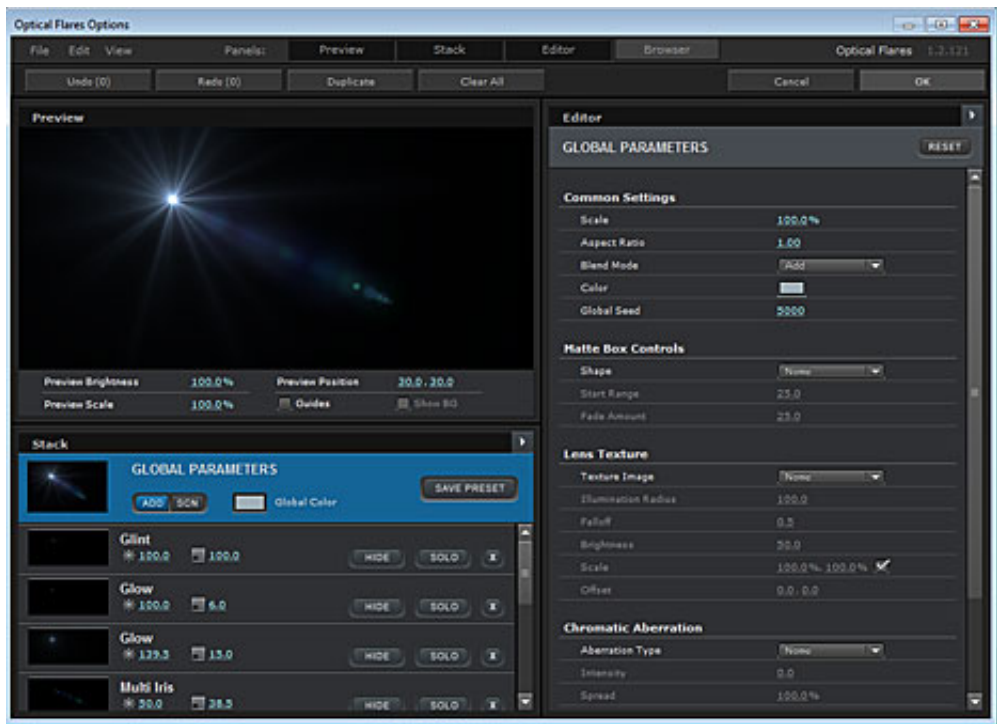 Optical Flares Options
File Edit View Panels: Preview Stack Editor Browser Optical Flares 1.2.121
Undo (0) Redo (0) Duplicate Clear All Cancel OK
Preview
Preview Brightness 100.0% Preview Position 30.0, 30.0
Preview Scale 100.0% Guides Show BG
Stack
GLOBAL PARAMETERS
ADD SCN Global Color SAVE PRESET
Glint
100.0 100.0 HIDE SOLO X
Glow
100.0 6.0 HIDE SOLO X
Glow
139.5 15.0 HIDE SOLO X
Multi Iris
50.0 38.5 HIDE SOLO X
Editor
GLOBAL PARAMETERS RESET
Common Settings
Scale 100.0%
Aspect Ratio 1.00
Blend Mode Add
Color
Global Seed 5000
Matte Box Controls
Shape None
Start Range 25.0
Fade Amount 25.0
Lens Texture
Texture Image None
Illumination Radius 100.0
Falloff 0.5
Brightness 50.0
Scale 100.0%, 100.0%
Offset 0.0, 0.0
Chromatic Aberration
Aberration Type None
Intensity 0.0
Spread 100.0%